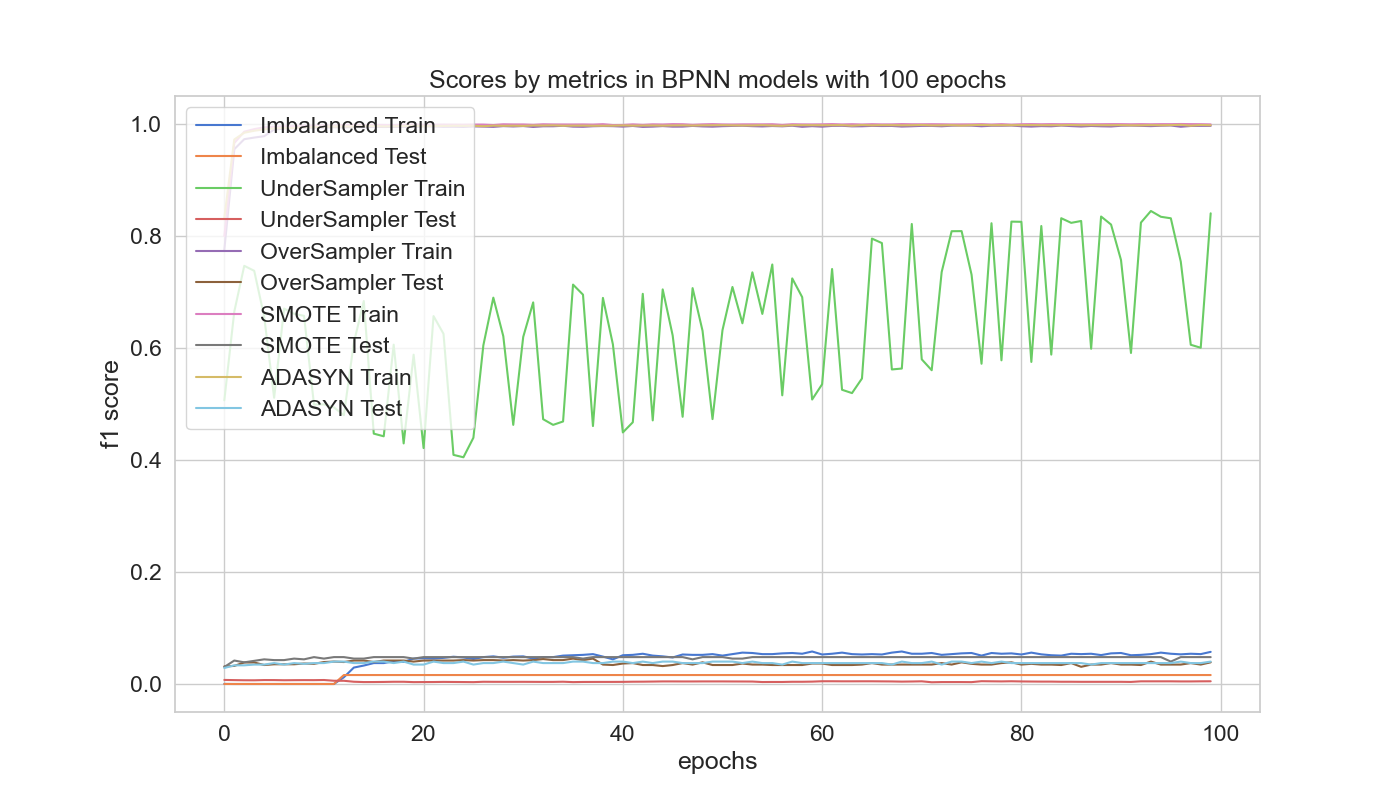 Scores by metrics in BPNN models with 100 epochs
1.0
0.8
0.6
0.4
0.2
0.0
f1 score
Imbalanced Train
Imbalanced Test
UnderSampler Train
UnderSampler Test
OverSampler Train
OverSampler Test
SMOTE Train
SMOTE Test
ADASYN Train
ADASYN Test
0 20 40 60 80 100
epochs